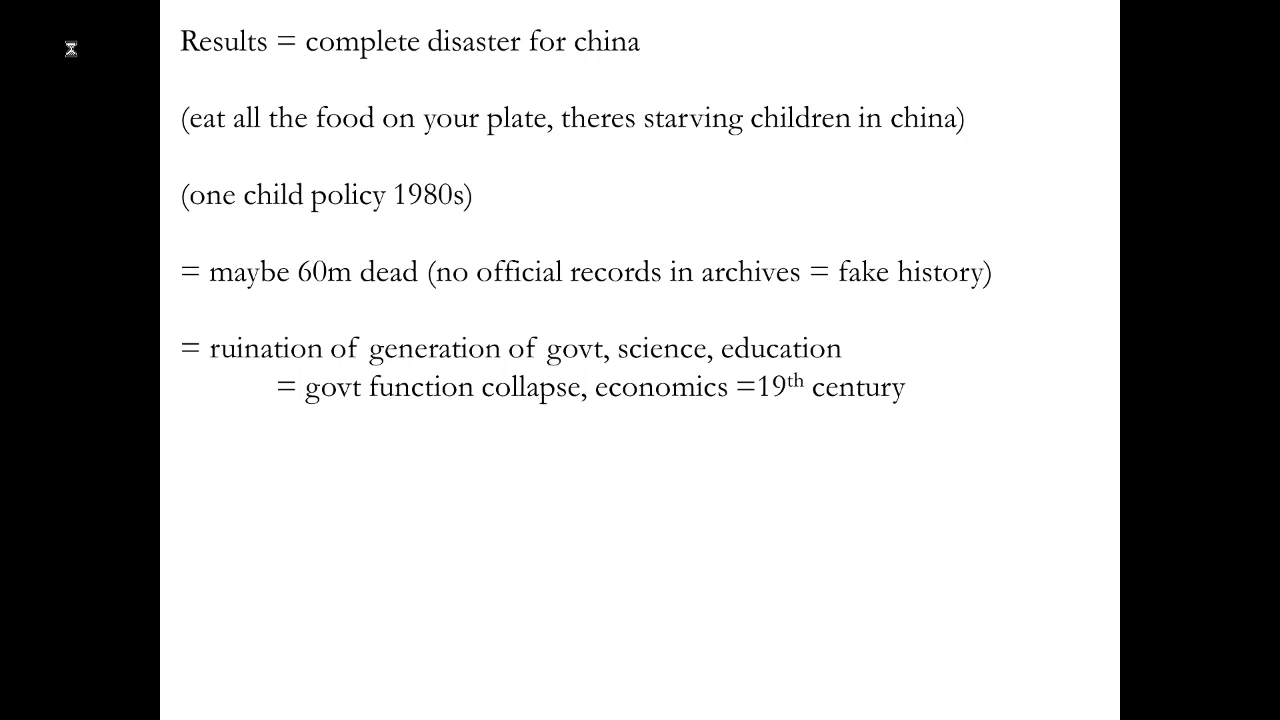 Results = complete disaster for china
(eat all the food on your plate, theres starving children in china)
(one child policy 1980s)
= maybe 60m dead (no official records in archives = fake history)
= ruination of generation of govt, science, education
= govt function collapse, economics =19th century